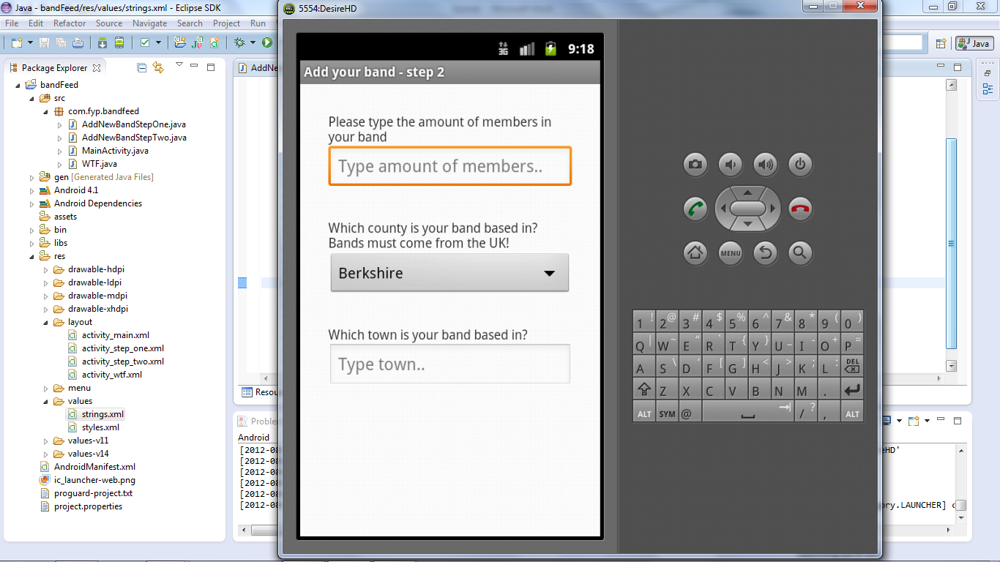 Java - bandFeed/res/values/strings.xml - Eclipse SDK
File Edit Refactor Source Navigate Search Project Run
Java
Package Explorer
bandFeed
src
com.fyp.bandfeed
AddNewBandStepOne.java
AddNewBandStepTwo.java
MainActivity.java
WTF.java
gen [Generated Java Files]
Android 4.1
Android Dependencies
assets
bin
libs
res
drawable-hdpi
drawable-ldpi
drawable-mdpi
drawable-xhdpi
layout
activity_main.xml
activity_step_one.xml
activity_step_two.xml
activity_wtf.xml
menu
values
strings.xml
styles.xml
values-v11
values-v14
AndroidManifest.xml
ic_launcher-web.png
proguard-project.txt
project.properties
AddNe
Resou
Problem
Android
[2012-08
[2012-08
[2012-08
[2012-08
[2012-08
[2012-08
eHD'
ory.LAUNCHER] c
5554:DesireHD
3G 9:18
Add your band - step 2
Please type the amount of members in
your band
Type amount of members..
Which county is your band based in?
Bands must come from the UK!
Berkshire
Which town is your band based in?
Type town..
MENU
1 ! 2 @ 3 # 4 $ 5 % 6 ^ 7 & 8 * 9 ( 0 )
Q | W ~ E " R ` T { Y } U _ I - O + P =
A S \ D ' F [ G ] H < J > K ; L : DEL
Z X C V B N M .
ALT SYM @ / ? , ALT